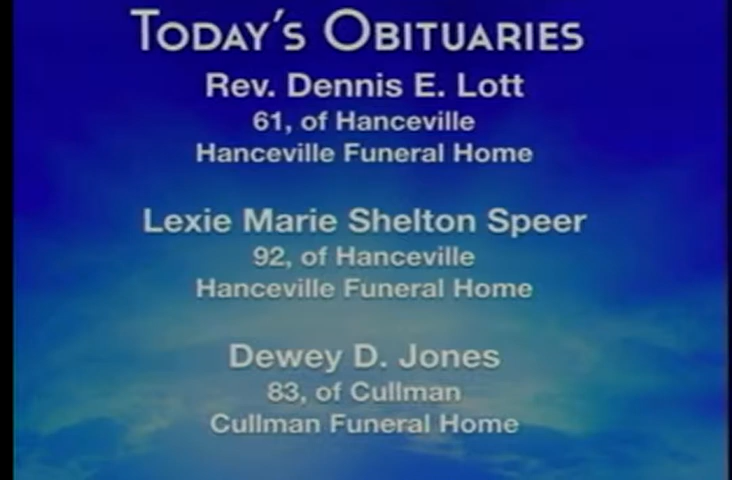 Today's Obituaries
Rev. Dennis E. Lott
61, of Hanceville
Hanceville Funeral Home
Lexie Marie Shelton Speer
92, of Hanceville
Hanceville Funeral Home
Dewey D. Jones
83, of Cullman
Cullman Funeral Home